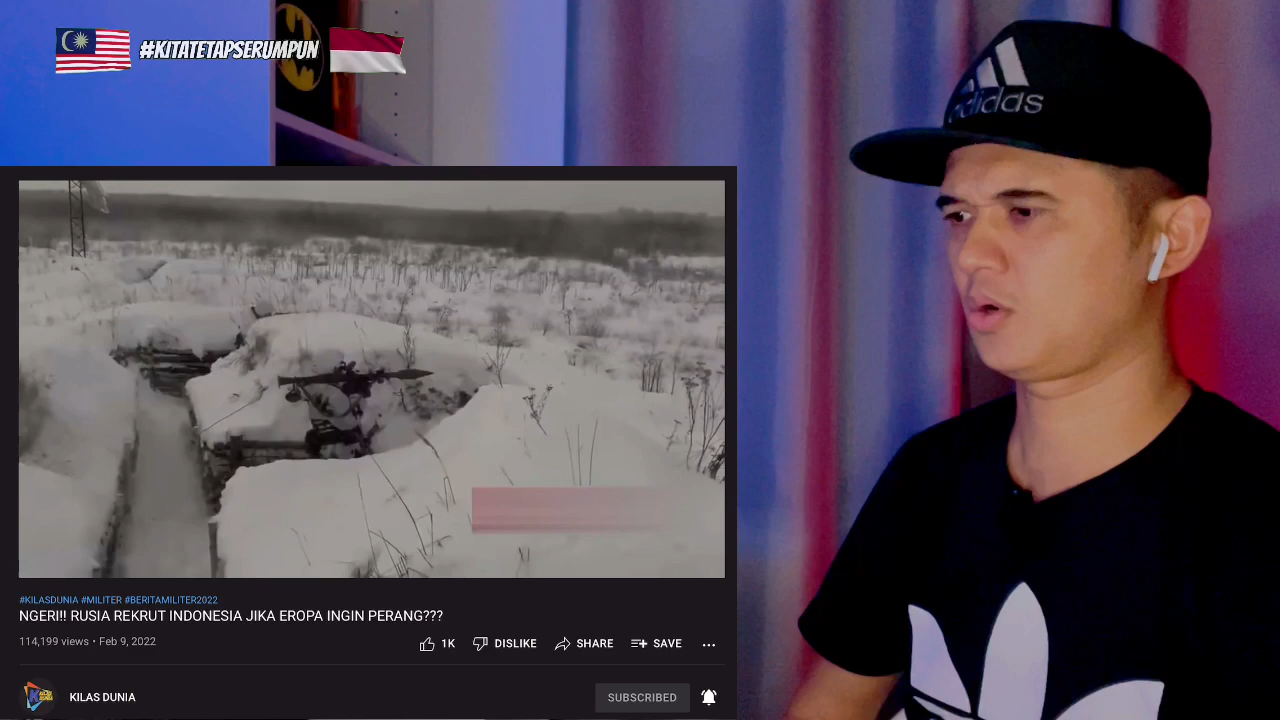 #KITATETAPSERUMPUN
adidas
#KILASDUNIA #MILITER #BERITAMILITER2022
NGERI!! RUSIA REKRUT INDONESIA JIKA EROPA INGIN PERANG???
114,199 views • Feb 9, 2022
1K DISLIKE SHARE SAVE
KILAS DUNIA
SUBSCRIBED